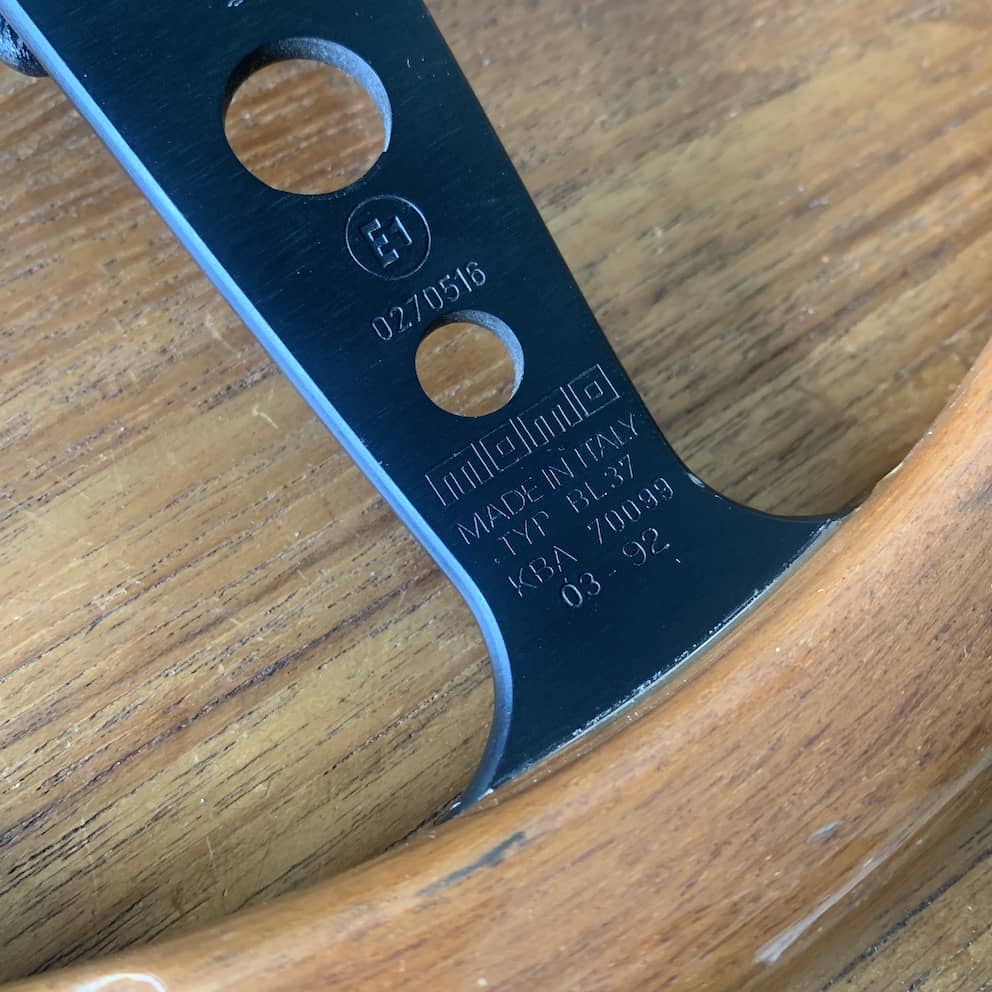 E1
0270516
momo
MADE IN ITALY
TYP BL37
KBA 70099
03-92